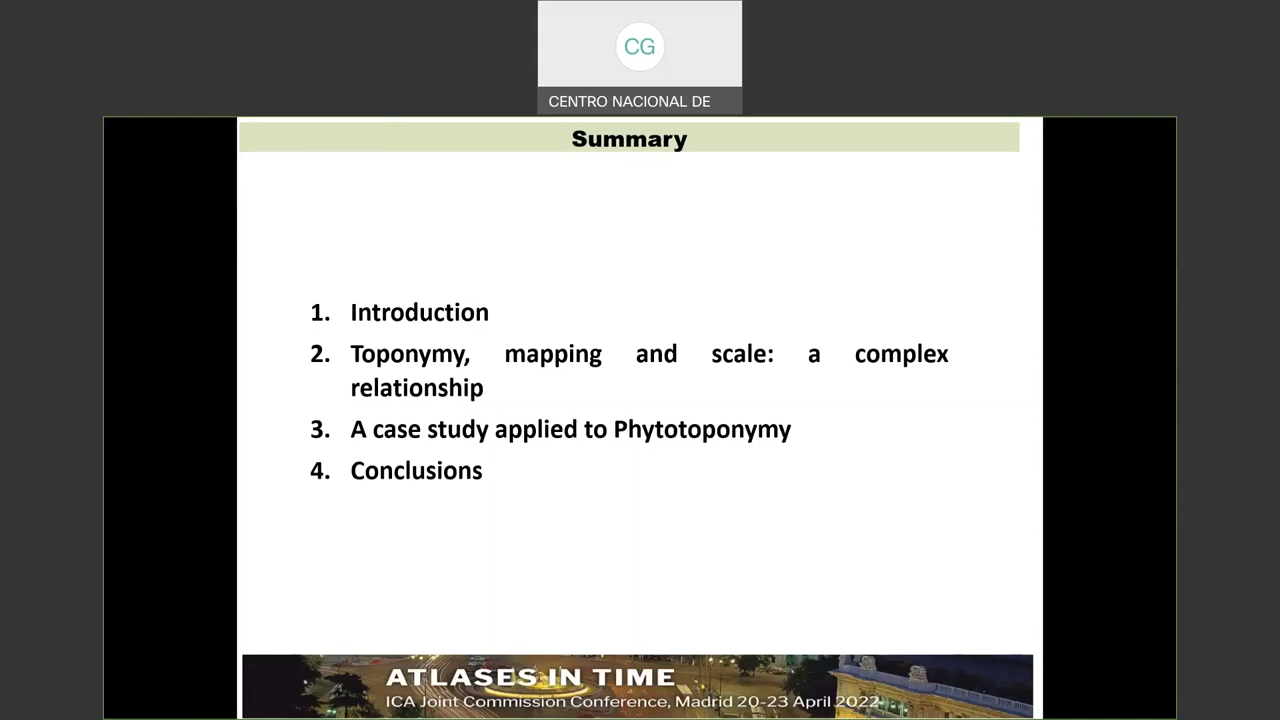 CG
CENTRO NACIONAL DE
Summary
1. Introduction
2. Toponymy, mapping and scale: a complex
relationship
3. A case study applied to Phytotoponymy
4. Conclusions
ATLASES IN TIME
ICA Joint Commission Conference, Madrid 20-23 April 2022